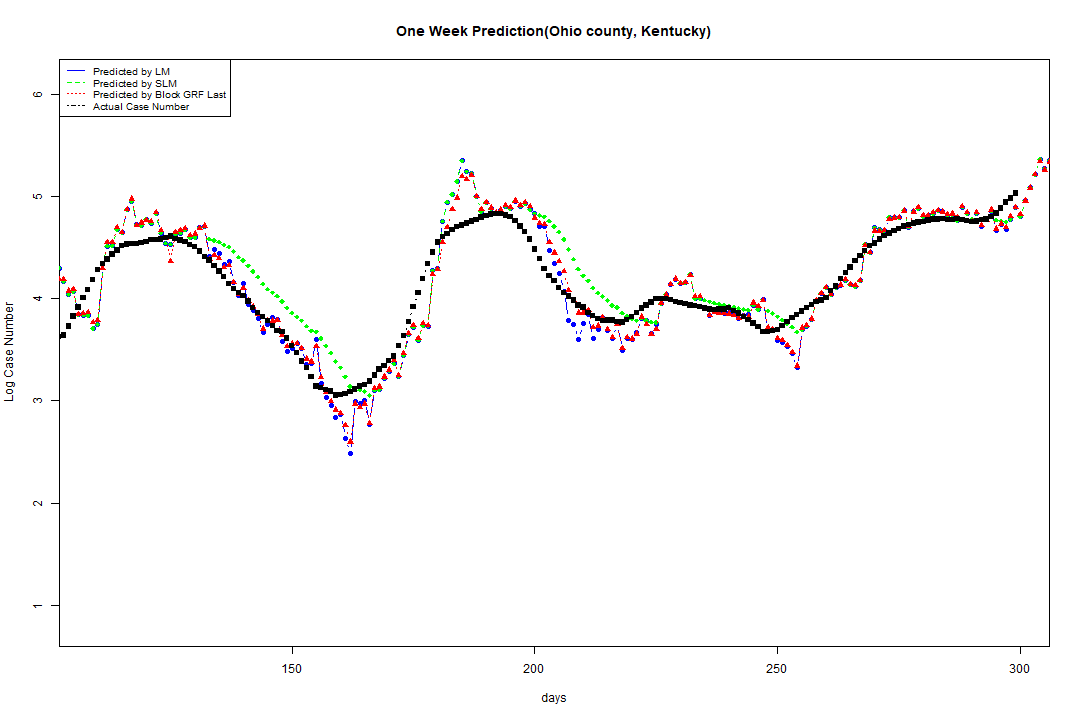 One Week Prediction(Ohio county, Kentucky)
Predicted by LM
Predicted by SLM
Predicted by Block GRF Last
Actual Case Number
6
5
4
3
2
1
Log Case Number
150 200 250 300
days